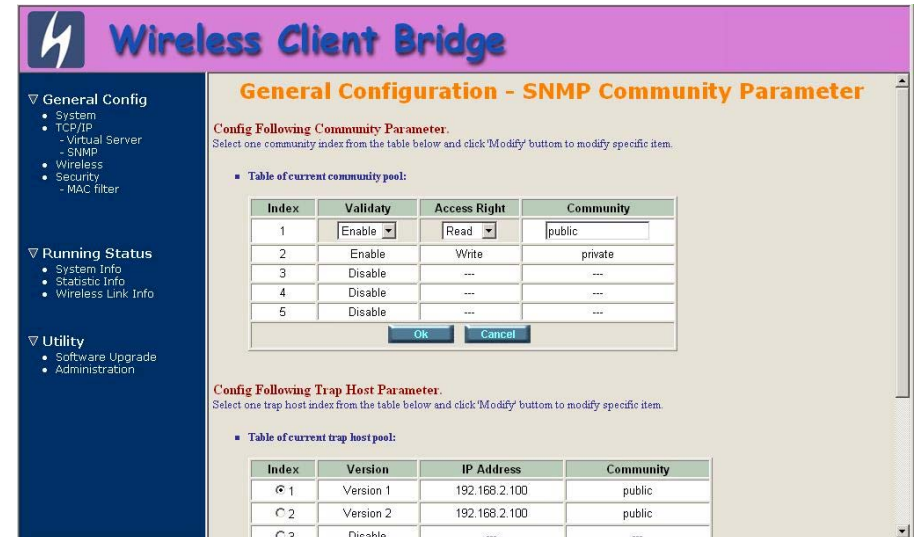 Wireless Client Bridge
General Config
System
TCP/IP
- Virtual Server
- SNMP
Wireless
Security
- MAC filter
Running Status
System Info
Statistic Info
Wireless Link Info
Utility
Software Upgrade
Administration
General Configuration - SNMP Community Parameter
Config Following Community Parameter.
Select one community index from the table below and click 'Modify' buttom to modify specific item.
Table of current community pool:
Index Validaty Access Right Community
1 Enable Read public
2 Enable Write private
3 Disable --- ---
4 Disable --- ---
5 Disable --- ---
Ok Cancel
Config Following Trap Host Parameter.
Select one trap host index from the table below and click 'Modify' buttom to modify specific item.
Table of current trap host pool:
Index Version IP Address Community
1 Version 1 192.168.2.100 public
2 Version 2 192.168.2.100 public
3 Disable --- ---